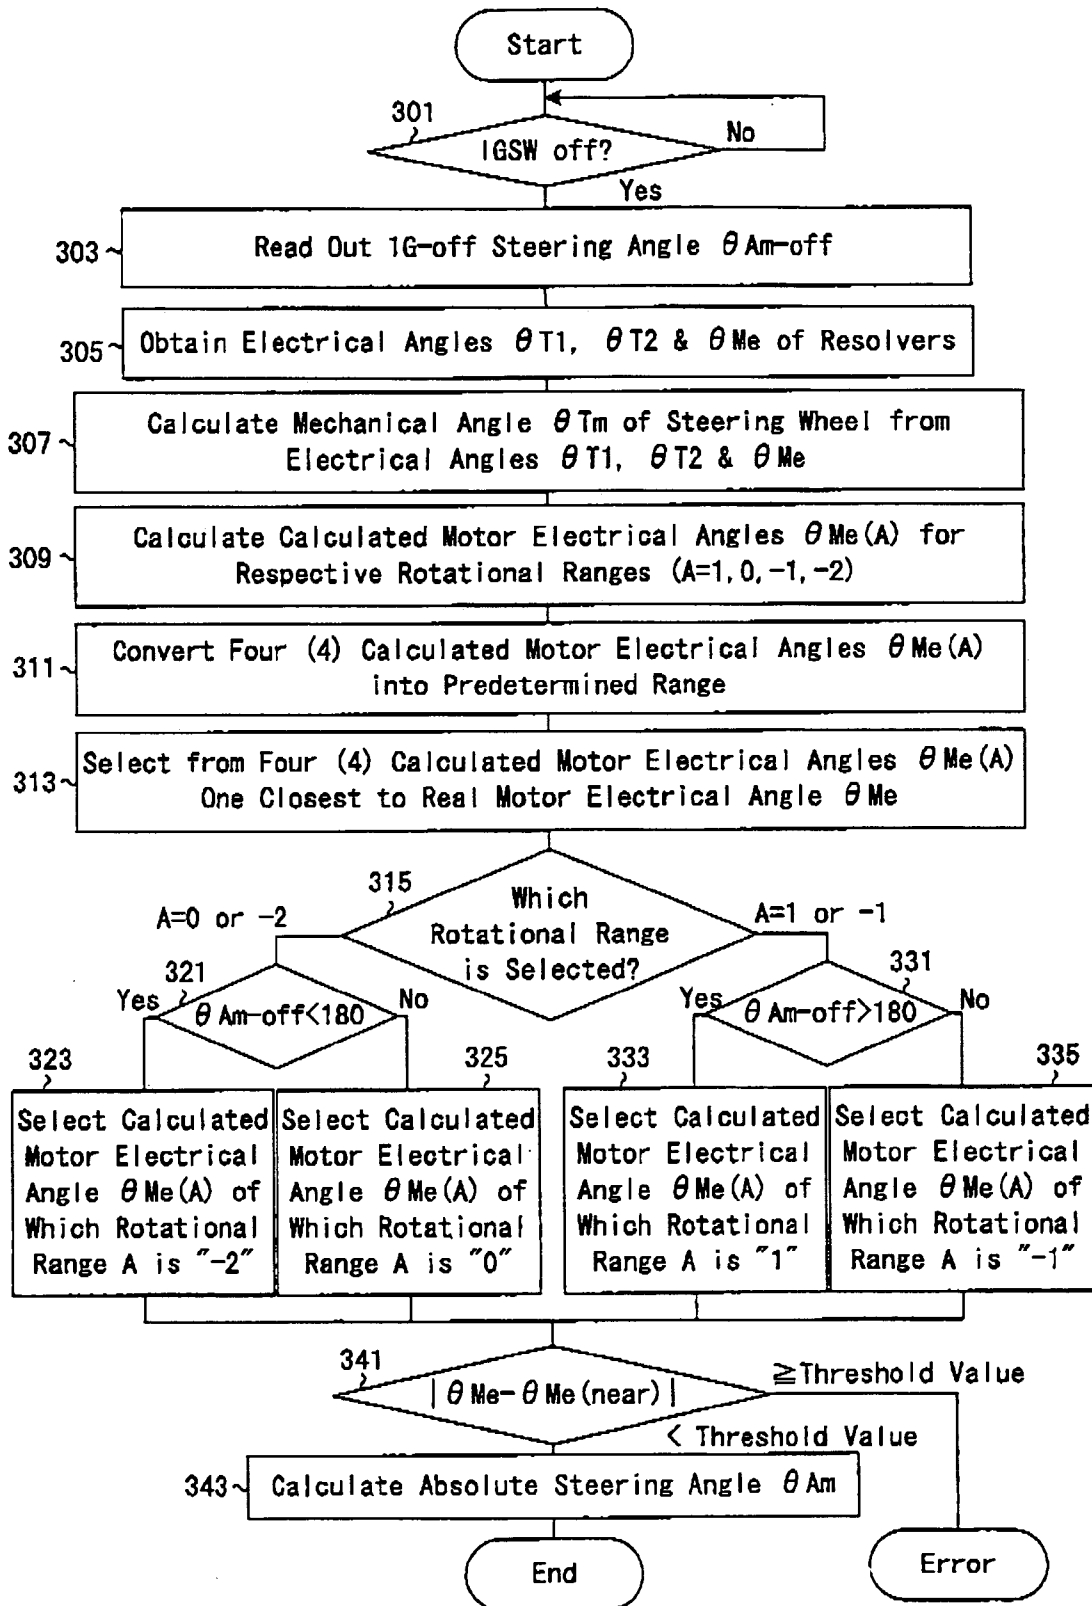 Start
301
IGSW off?
No
Yes
303
Read Out IG-off Steering Angle θAm-off
305
Obtain Electrical Angles θT1, θT2 & θMe of Resolvers
307
Calculate Mechanical Angle θTm of Steering Wheel from
Electrical Angles θT1, θT2 & θMe
309
Calculate Calculated Motor Electrical Angles θMe(A) for
Respective Rotational Ranges (A=1,0,-1,-2)
311
Convert Four (4) Calculated Motor Electrical Angles θMe(A)
into Predetermined Range
313
Select from Four (4) Calculated Motor Electrical Angles θMe(A)
One Closest to Real Motor Electrical Angle θMe
315
Which
Rotational Range
is Selected?
A=0 or -2
A=1 or -1
321
Yes
θAm-off<180
No
331
Yes
θAm-off>180
No
323
Select Calculated
Motor Electrical
Angle θMe(A) of
Which Rotational
Range A is "-2"
325
Select Calculated
Motor Electrical
Angle θMe(A) of
Which Rotational
Range A is "0"
333
Select Calculated
Motor Electrical
Angle θMe(A) of
Which Rotational
Range A is "1"
335
Select Calculated
Motor Electrical
Angle θMe(A) of
Which Rotational
Range A is "-1"
341
|θMe-θMe(near)|
≧Threshold Value
< Threshold Value
343
Calculate Absolute Steering Angle θAm
End
Error